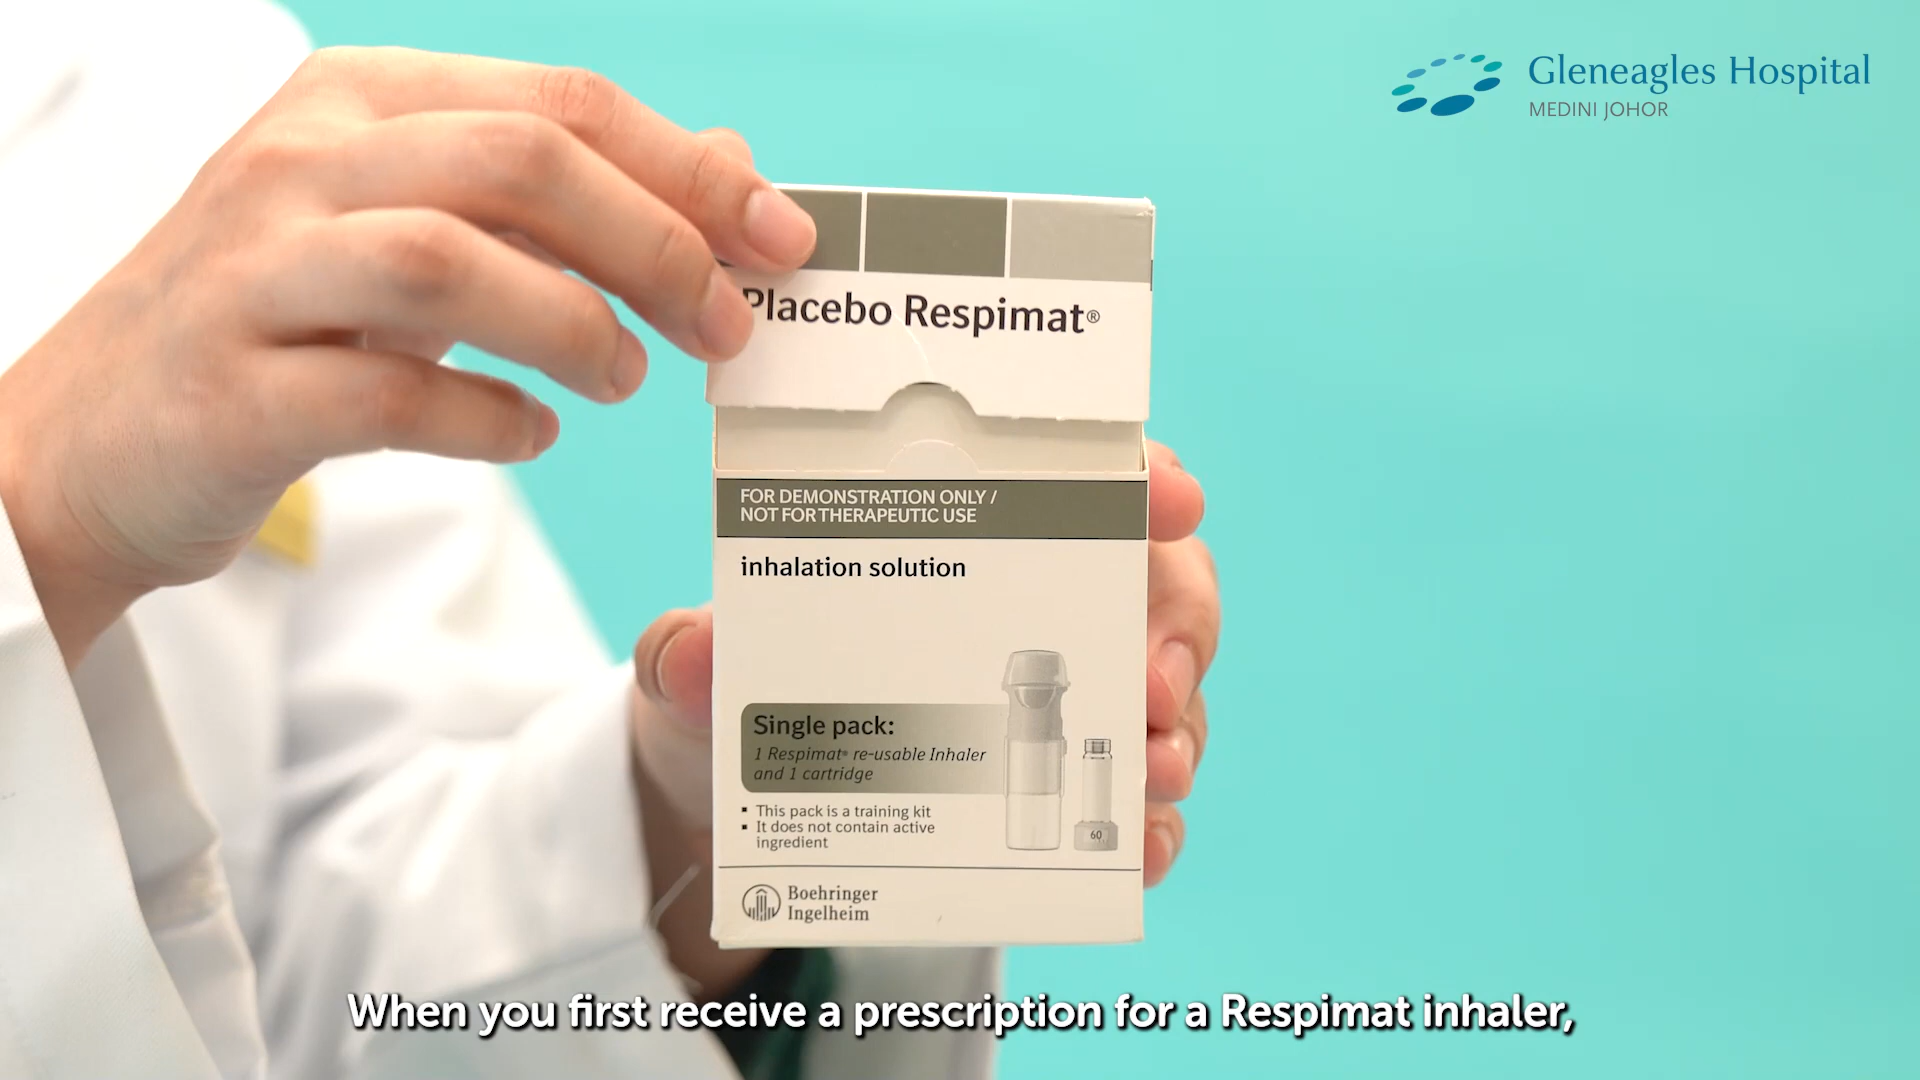 Gleneagles Hospital
MEDINI JOHOR
Placebo Respimat®
FOR DEMONSTRATION ONLY /
NOT FOR THERAPEUTIC USE
inhalation solution
Single pack:
1 Respimat® re-usable Inhaler
and 1 cartridge
▪ This pack is a training kit
▪ It does not contain active
ingredient
60
Boehringer
Ingelheim
When you first receive a prescription for a Respimat inhaler,